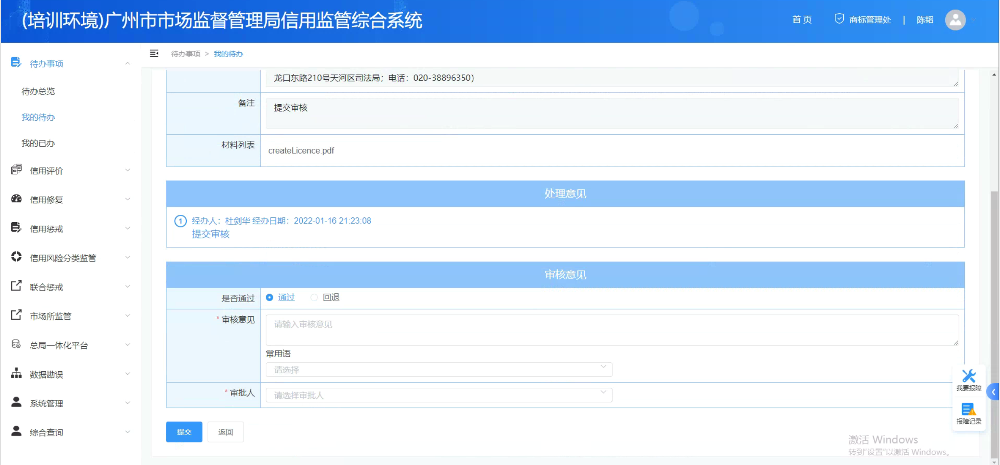 (培训环境)广州市市场监督管理局信用监管综合系统
首页
商标管理处 | 陈韬
待办事项
待办总览
我的待办
我的已办
信用评价
信用修复
信用惩戒
信用风险分类监管
联合惩戒
市场所监管
总局一体化平台
数据勘误
系统管理
综合查询
待办事项 > 我的待办
龙口东路210号天河区司法局；电话：020-38896350)
备注
提交审核
材料列表
createLicence.pdf
处理意见
1 经办人：杜剑华 经办日期：2022-01-16 21:23:08
提交审核
审核意见
是否通过
通过
回退
* 审核意见
请输入审核意见
常用语
请选择
* 审批人
请选择审批人
提交
返回
我要报障
报障记录
激活 Windows
转到“设置”以激活 Windows。